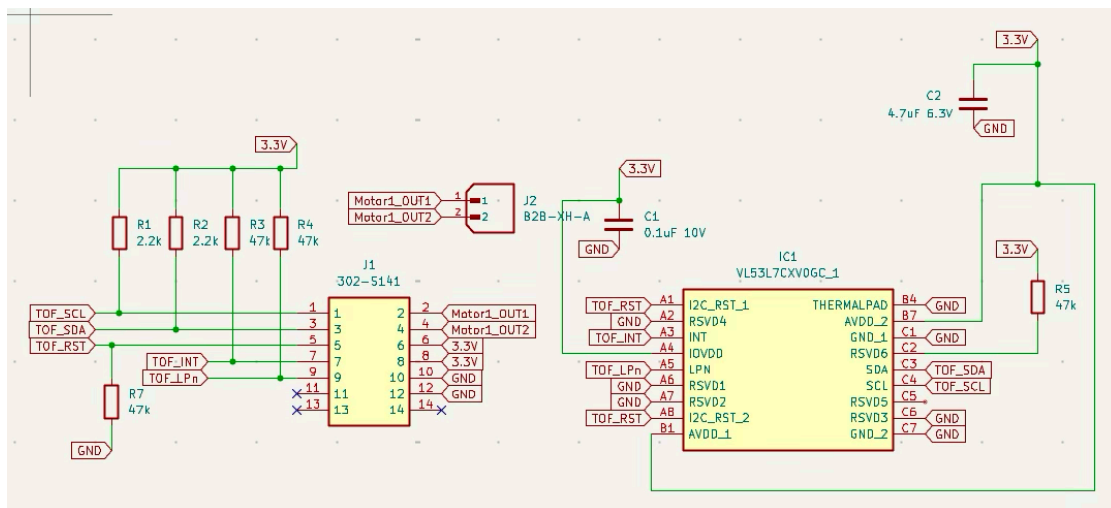 3.3V
C2
4.7uF 6.3V
GND
3.3V
R1
2.2k
R2
2.2k
R3
47k
R4
47k
Motor1_OUT1
1
1
Motor1_OUT2
2
2
J2
B2B-XH-A
3.3V
C1
0.1uF 10V
GND
J1
302-S141
TOF_SCL
1
1
2
2
Motor1_OUT1
TOF_SDA
3
3
4
4
Motor1_OUT2
TOF_RST
5
5
6
6
3.3V
TOF_INT
7
7
8
8
3.3V
TOF_LPn
9
9
10
10
GND
11
11
12
12
GND
13
13
14
14
R7
47k
GND
IC1
VL53L7CXV0GC_1
TOF_RST
A1
I2C_RST_1
THERMALPAD
B4
GND
GND
A2
RSVD4
AVDD_2
B7
TOF_INT
A3
INT
GND_1
C1
GND
A4
IOVDD
RSVD6
C2
TOF_LPn
A5
LPN
SDA
C3
TOF_SDA
GND
A6
RSVD1
SCL
C4
TOF_SCL
GND
A7
RSVD2
RSVD5
C5
TOF_RST
A8
I2C_RST_2
RSVD3
C6
GND
B1
AVDD_1
GND_2
C7
GND
3.3V
R5
47k